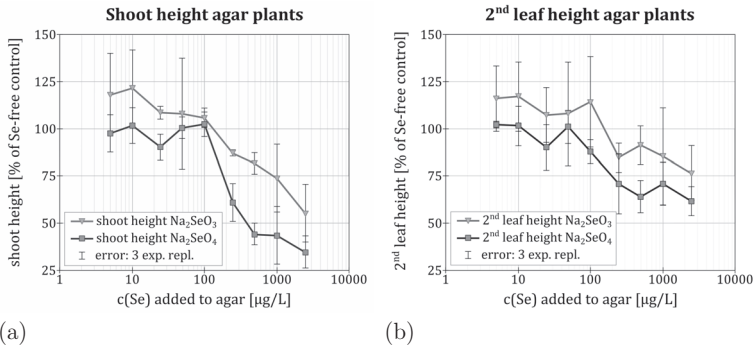 Shoot height agar plants
shoot height [% of Se-free control]
150
125
100
75
50
25
shoot height Na₂SeO₃
shoot height Na₂SeO₄
error: 3 exp. repl.
1 10 100 1000 10000
c(Se) added to agar [µg/L]
(a)
2ⁿᵈ leaf height agar plants
2ⁿᵈ leaf height [% of Se-free control]
150
125
100
75
50
25
2ⁿᵈ leaf height Na₂SeO₃
2ⁿᵈ leaf height Na₂SeO₄
error: 3 exp. repl.
1 10 100 1000 10000
c(Se) added to agar [µg/L]
(b)